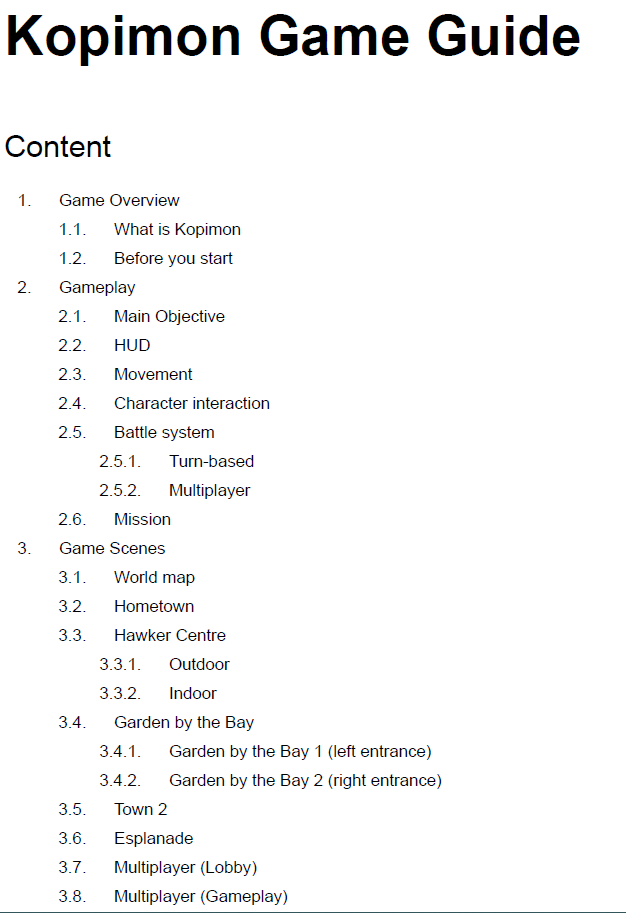 Kopimon Game Guide
Content
1. Game Overview
1.1. What is Kopimon
1.2. Before you start
2. Gameplay
2.1. Main Objective
2.2. HUD
2.3. Movement
2.4. Character interaction
2.5. Battle system
2.5.1. Turn-based
2.5.2. Multiplayer
2.6. Mission
3. Game Scenes
3.1. World map
3.2. Hometown
3.3. Hawker Centre
3.3.1. Outdoor
3.3.2. Indoor
3.4. Garden by the Bay
3.4.1. Garden by the Bay 1 (left entrance)
3.4.2. Garden by the Bay 2 (right entrance)
3.5. Town 2
3.6. Esplanade
3.7. Multiplayer (Lobby)
3.8. Multiplayer (Gameplay)